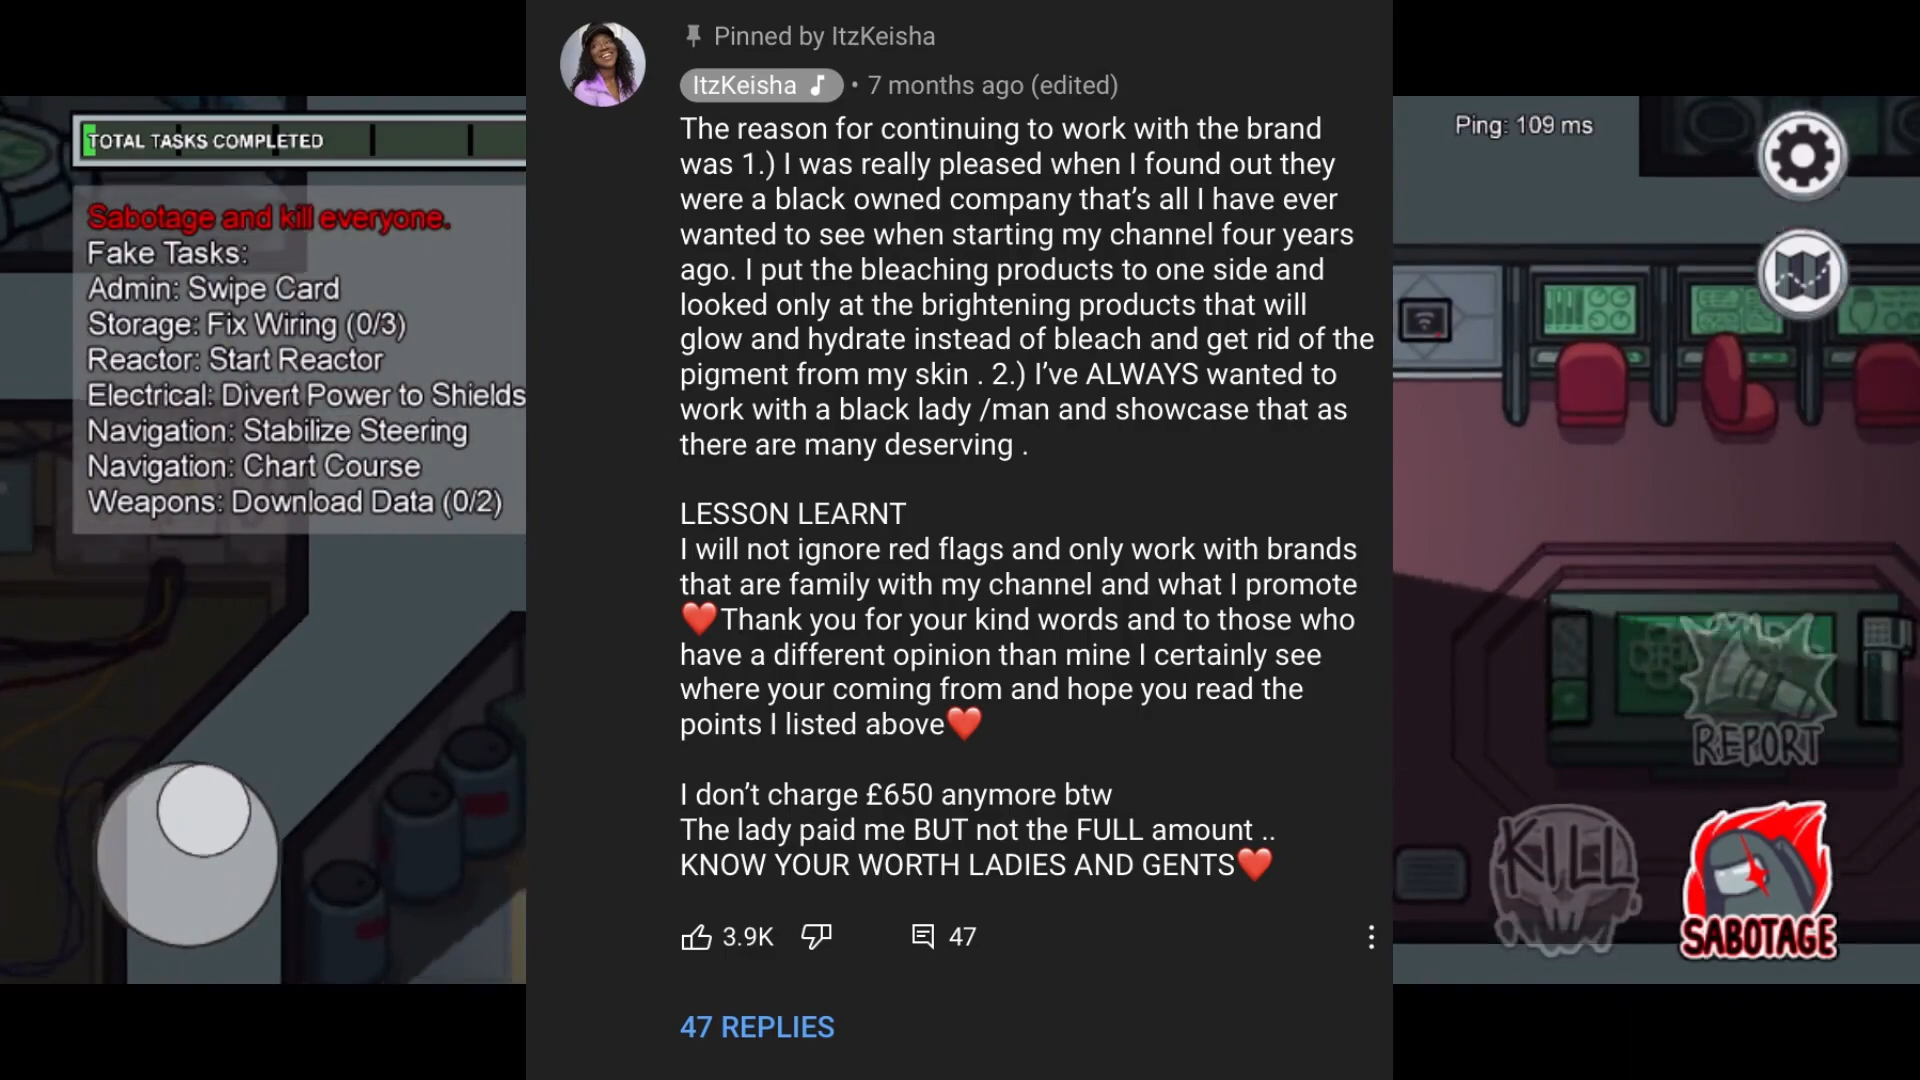 TOTAL TASKS COMPLETED
Sabotage and kill everyone.
Fake Tasks:
Admin: Swipe Card
Storage: Fix Wiring (0/3)
Reactor: Start Reactor
Electrical: Divert Power to Shields
Navigation: Stabilize Steering
Navigation: Chart Course
Weapons: Download Data (0/2)
Pinned by ItzKeisha
ItzKeisha • 7 months ago (edited)
The reason for continuing to work with the brand
was 1.) I was really pleased when I found out they
were a black owned company that’s all I have ever
wanted to see when starting my channel four years
ago. I put the bleaching products to one side and
looked only at the brightening products that will
glow and hydrate instead of bleach and get rid of the
pigment from my skin . 2.) I’ve ALWAYS wanted to
work with a black lady /man and showcase that as
there are many deserving .
LESSON LEARNT
I will not ignore red flags and only work with brands
that are family with my channel and what I promote
❤️Thank you for your kind words and to those who
have a different opinion than mine I certainly see
where your coming from and hope you read the
points I listed above❤️
I don’t charge £650 anymore btw
The lady paid me BUT not the FULL amount ..
KNOW YOUR WORTH LADIES AND GENTS❤️
3.9K
47
47 REPLIES
Ping: 109 ms
REPORT
KILL
SABOTAGE